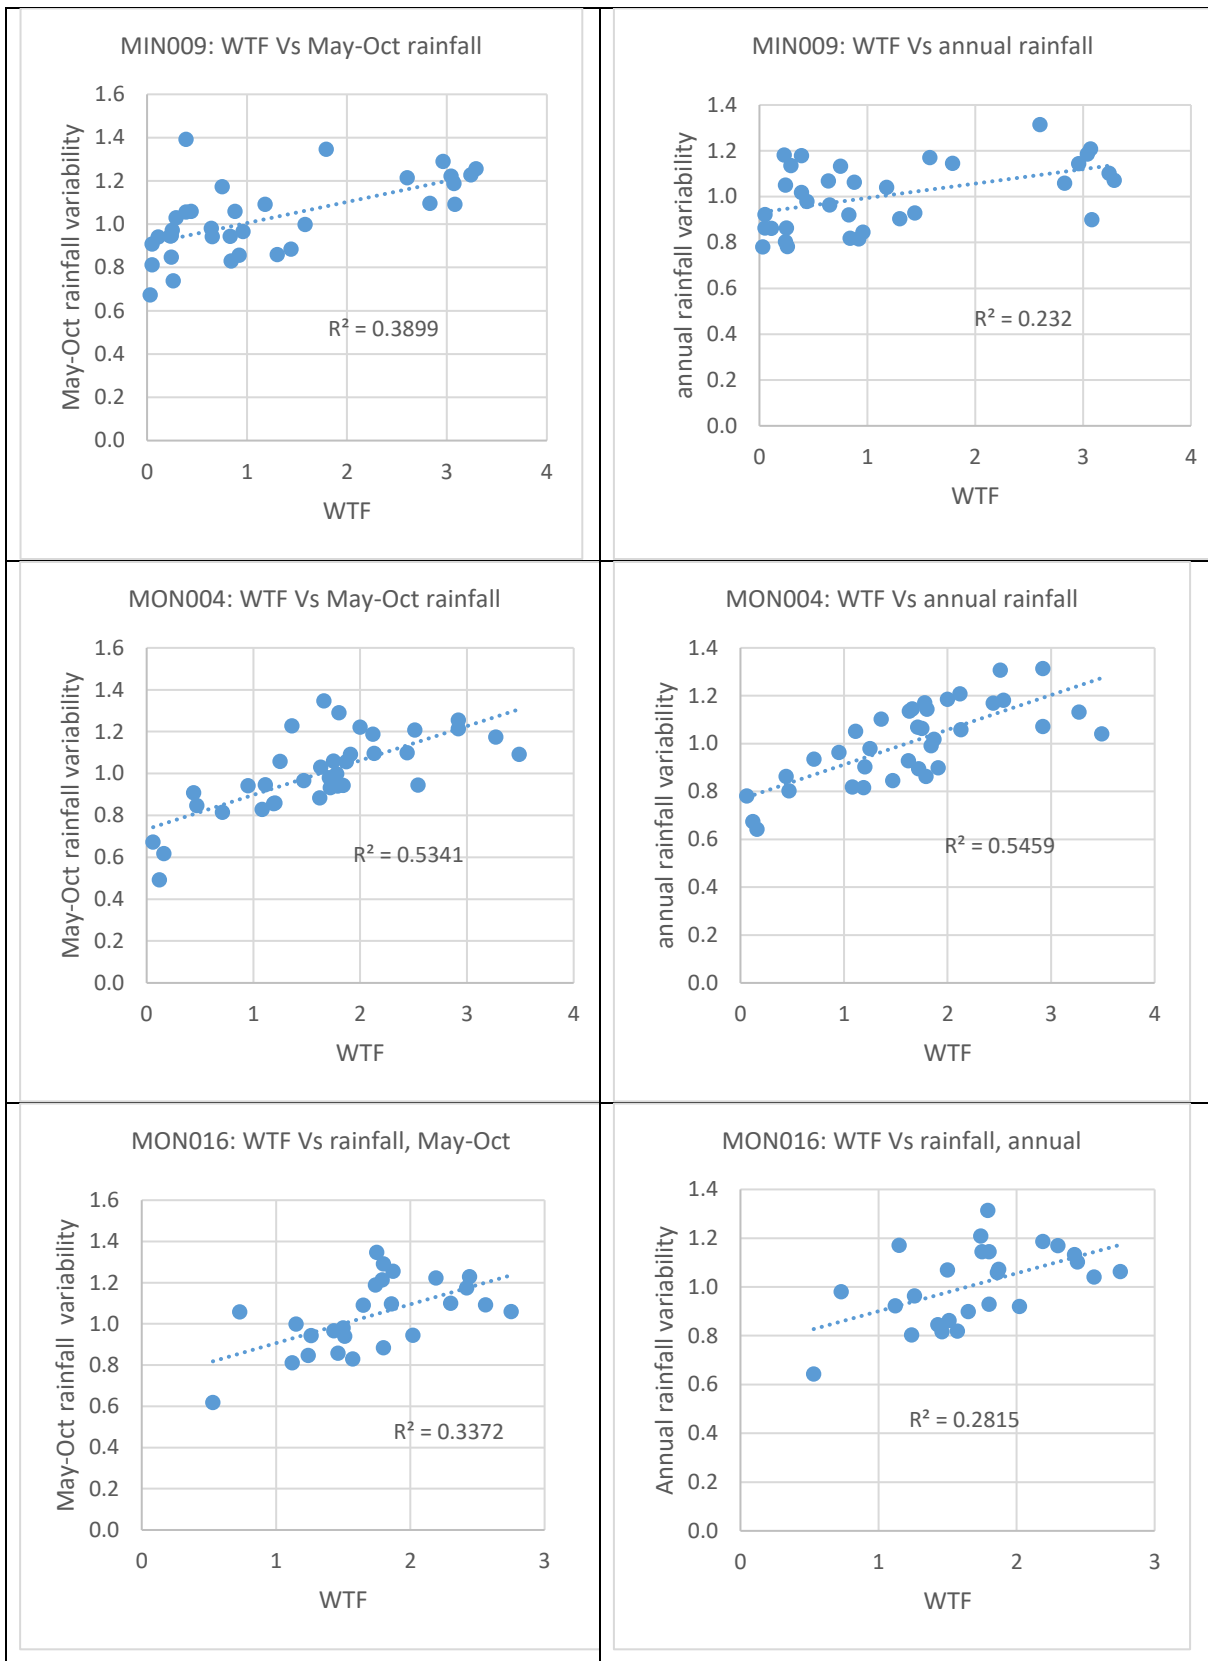 MIN009: WTF Vs May-Oct rainfall
May-Oct rainfall variability
1.6
1.4
1.2
1.0
0.8
0.6
0.4
0.2
0.0
R² = 0.3899
0 1 2 3 4
WTF
MIN009: WTF Vs annual rainfall
annual rainfall variability
1.4
1.2
1.0
0.8
0.6
0.4
0.2
0.0
R² = 0.232
0 1 2 3 4
WTF
MON004: WTF Vs May-Oct rainfall
May-Oct rainfall variability
1.6
1.4
1.2
1.0
0.8
0.6
0.4
0.2
0.0
R² = 0.5341
0 1 2 3 4
WTF
MON004: WTF Vs annual rainfall
annual rainfall variability
1.4
1.2
1.0
0.8
0.6
0.4
0.2
0.0
R² = 0.5459
0 1 2 3 4
WTF
MON016: WTF Vs rainfall, May-Oct
May-Oct rainfall variability
1.6
1.4
1.2
1.0
0.8
0.6
0.4
0.2
0.0
R² = 0.3372
0 1 2 3
WTF
MON016: WTF Vs rainfall, annual
Annual rainfall variability
1.4
1.2
1.0
0.8
0.6
0.4
0.2
0.0
R² = 0.2815
0 1 2 3
WTF